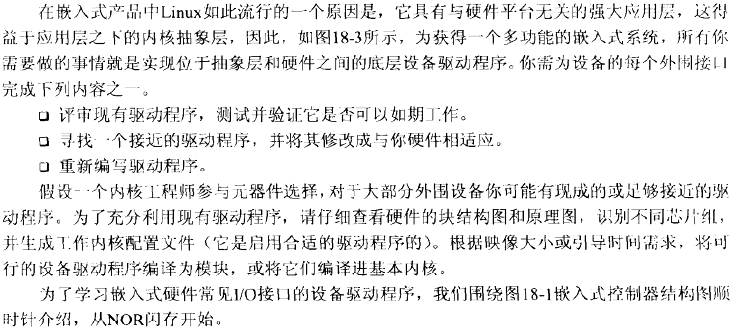 在嵌入式产品中Linux如此流行的一个原因是，它具有与硬件平台无关的强大应用层，这得
益于应用层之下的内核抽象层，因此，如图18-3所示，为获得一个多功能的嵌入式系统，所有你
需要做的事情就是实现位于抽象层和硬件之间的底层设备驱动程序。你需为设备的每个外围接口
完成下列内容之一。
❑ 评审现有驱动程序，测试并验证它是否可以如期工作。
❑ 寻找一个接近的驱动程序，并将其修改成与你硬件相适应。
❑ 重新编写驱动程序。
假设一个内核工程师参与元器件选择，对于大部分外围设备你可能有现成的或足够接近的驱
动程序。为了充分利用现有驱动程序，请仔细查看硬件的块结构图和原理图，识别不同芯片组，
并生成工作内核配置文件（它是启用合适的驱动程序的）。根据映像大小或引导时间需求，将可
行的设备驱动程序编译为模块，或将它们编译进基本内核。
为了学习嵌入式硬件常见I/O接口的设备驱动程序，我们围绕图18-1嵌入式控制器结构图顺
时针介绍，从NOR闪存开始。